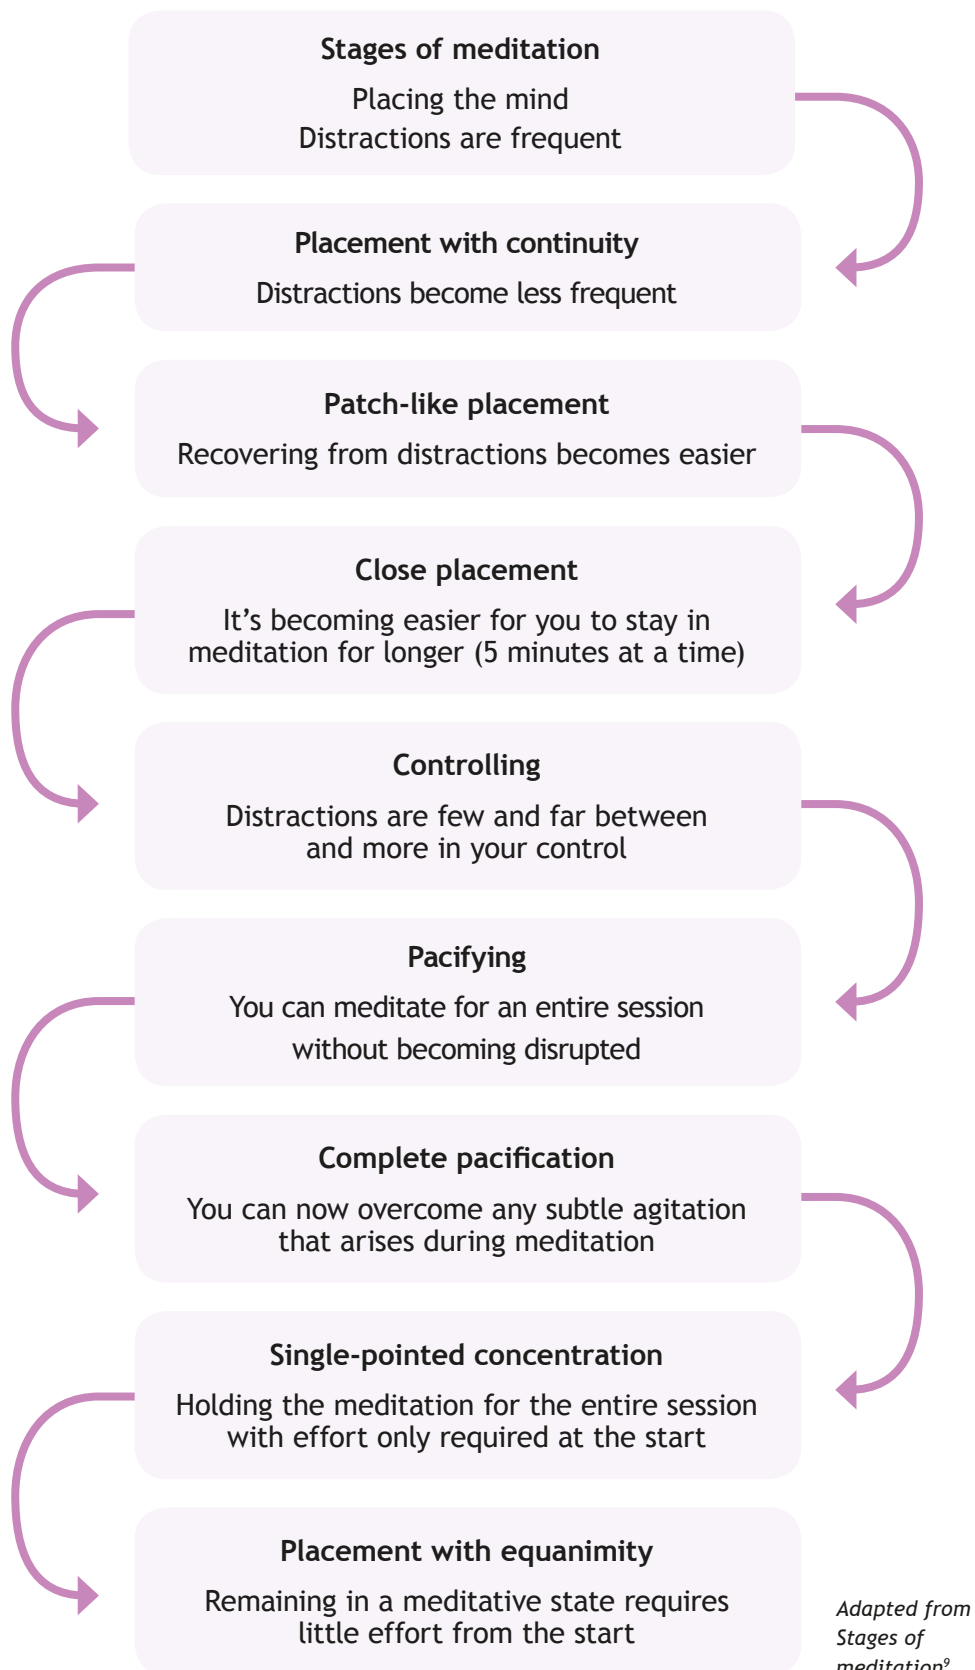 Stages of meditation
Placing the mind
Distractions are frequent
Placement with continuity
Distractions become less frequent
Patch-like placement
Recovering from distractions becomes easier
Close placement
It’s becoming easier for you to stay in
meditation for longer (5 minutes at a time)
Controlling
Distractions are few and far between
and more in your control
Pacifying
You can meditate for an entire session
without becoming disrupted
Complete pacification
You can now overcome any subtle agitation
that arises during meditation
Single-pointed concentration
Holding the meditation for the entire session
with effort only required at the start
Placement with equanimity
Remaining in a meditative state requires
little effort from the start
Adapted from
Stages of
meditation⁹